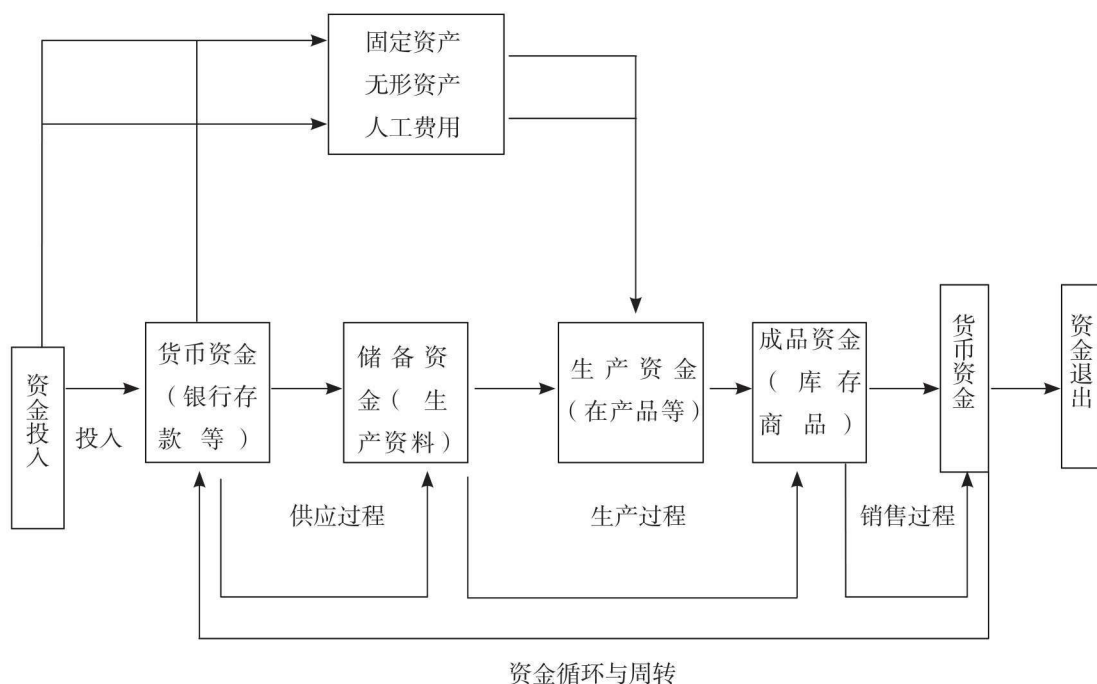 固定资产
无形资产
人工费用
资金投入
投入
货币资金
（银行存
款等）
储备资
金（生
产资料）
生产资金
（在产品等）
成品资金
（库存
商品）
货币资金
资金退出
供应过程
生产过程
销售过程
资金循环与周转